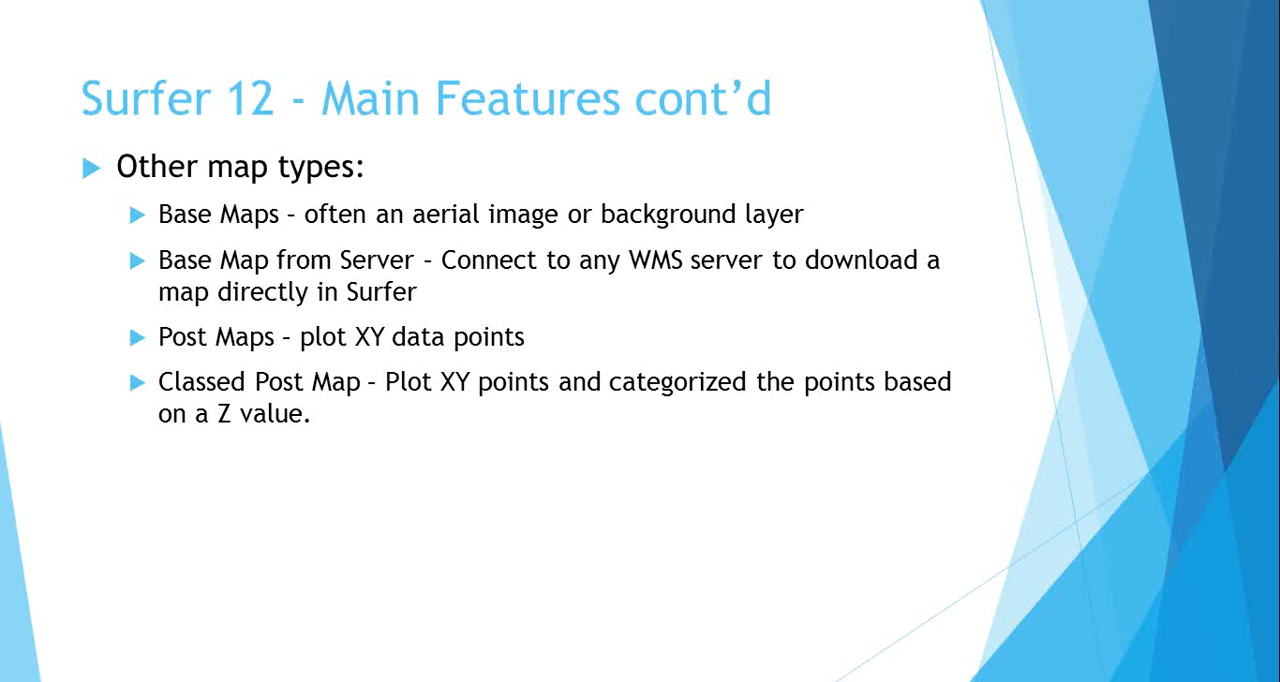 Surfer 12 - Main Features cont’d
Other map types:
Base Maps – often an aerial image or background layer
Base Map from Server – Connect to any WMS server to download a
map directly in Surfer
Post Maps – plot XY data points
Classed Post Map – Plot XY points and categorized the points based
on a Z value.